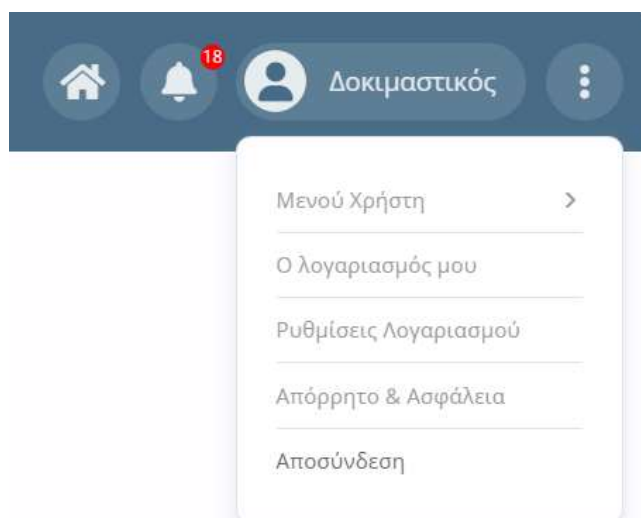 18
Δοκιμαστικός
Μενού Χρήστη
Ο λογαριασμός μου
Ρυθμίσεις Λογαριασμού
Απόρρητο & Ασφάλεια
Αποσύνδεση